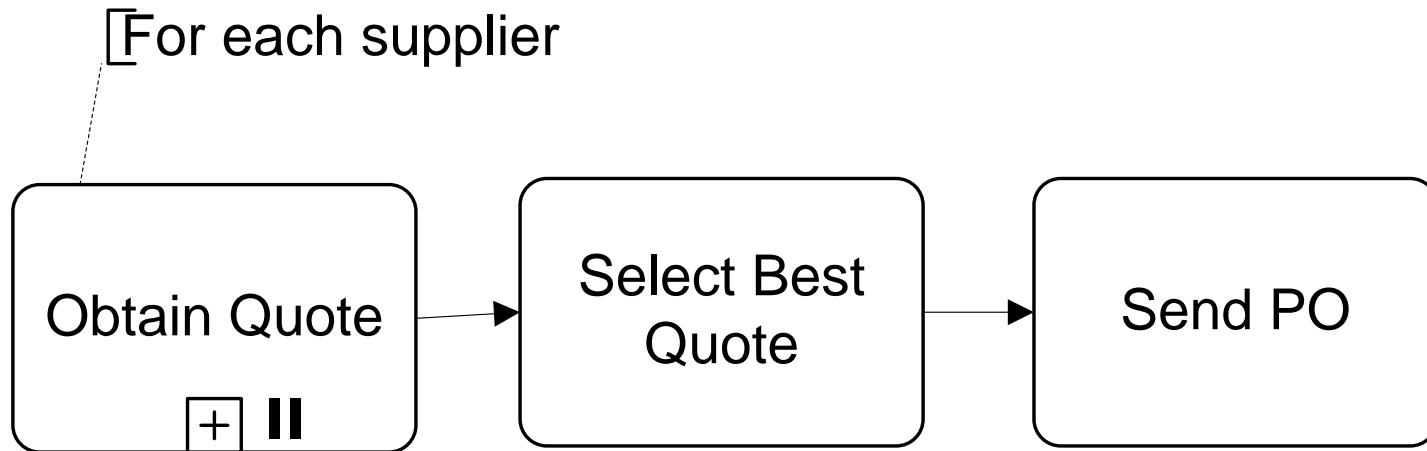 For each supplier
Obtain Quote
Select Best
Quote
Send PO